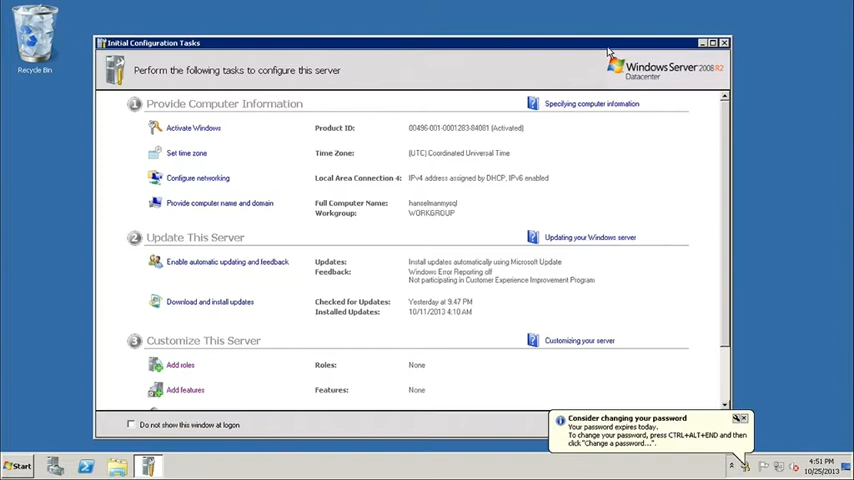 Recycle Bin
Initial Configuration Tasks
Perform the following tasks to configure this server
Windows Server 2008 R2
Datacenter
1 Provide Computer Information
Specifying computer information
Activate Windows
Product ID:
00496-001-0001283-84081 (Activated)
Set time zone
Time Zone:
(UTC) Coordinated Universal Time
Configure networking
Local Area Connection 4:
IPv4 address assigned by DHCP, IPv6 enabled
Provide computer name and domain
Full Computer Name:
hanselmanmysql
Workgroup:
WORKGROUP
2 Update This Server
Updating your Windows server
Enable automatic updating and feedback
Updates:
Install updates automatically using Microsoft Update
Feedback:
Windows Error Reporting off
Not participating in Customer Experience Improvement Program
Download and install updates
Checked for Updates:
Yesterday at 9:47 PM
Installed Updates:
10/11/2013 4:10 AM
3 Customize This Server
Customizing your server
Add roles
Roles:
None
Add features
Features:
None
Do not show this window at logon
Consider changing your password
Your password expires today.
To change your password, press CTRL+ALT+END and then
click "Change a password...".
Start
4:51 PM
10/25/2013